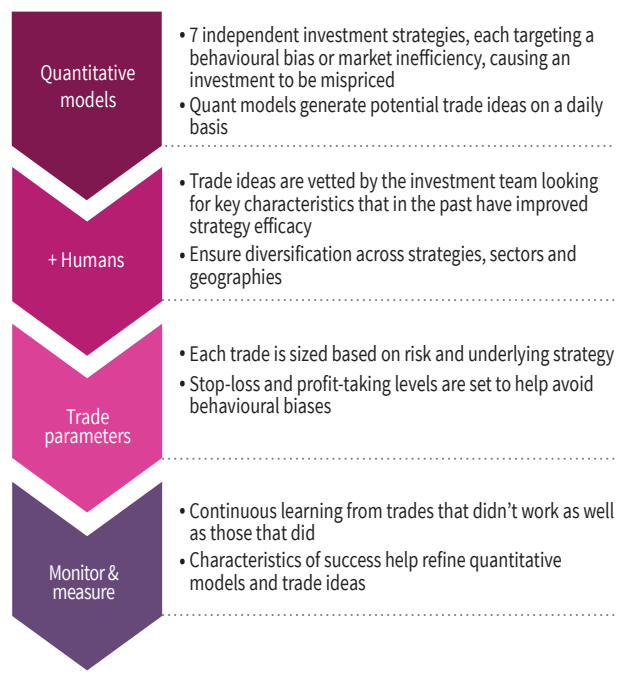 Quantitative
models
• 7 independent investment strategies, each targeting a
behavioural bias or market inefficiency, causing an
investment to be mispriced
• Quant models generate potential trade ideas on a daily
basis
+ Humans
• Trade ideas are vetted by the investment team looking
for key characteristics that in the past have improved
strategy efficacy
• Ensure diversification across strategies, sectors and
geographies
Trade
parameters
• Each trade is sized based on risk and underlying strategy
• Stop-loss and profit-taking levels are set to help avoid
behavioural biases
Monitor &
measure
• Continuous learning from trades that didn’t work as well
as those that did
• Characteristics of success help refine quantitative
models and trade ideas